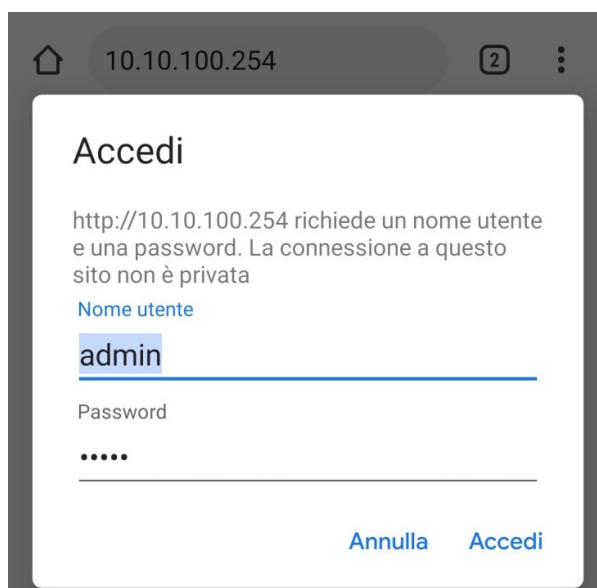 10.10.100.254
2
Accedi
http://10.10.100.254 richiede un nome utente
e una password. La connessione a questo
sito non è privata
Nome utente
admin
Password
•••••
Annulla Accedi